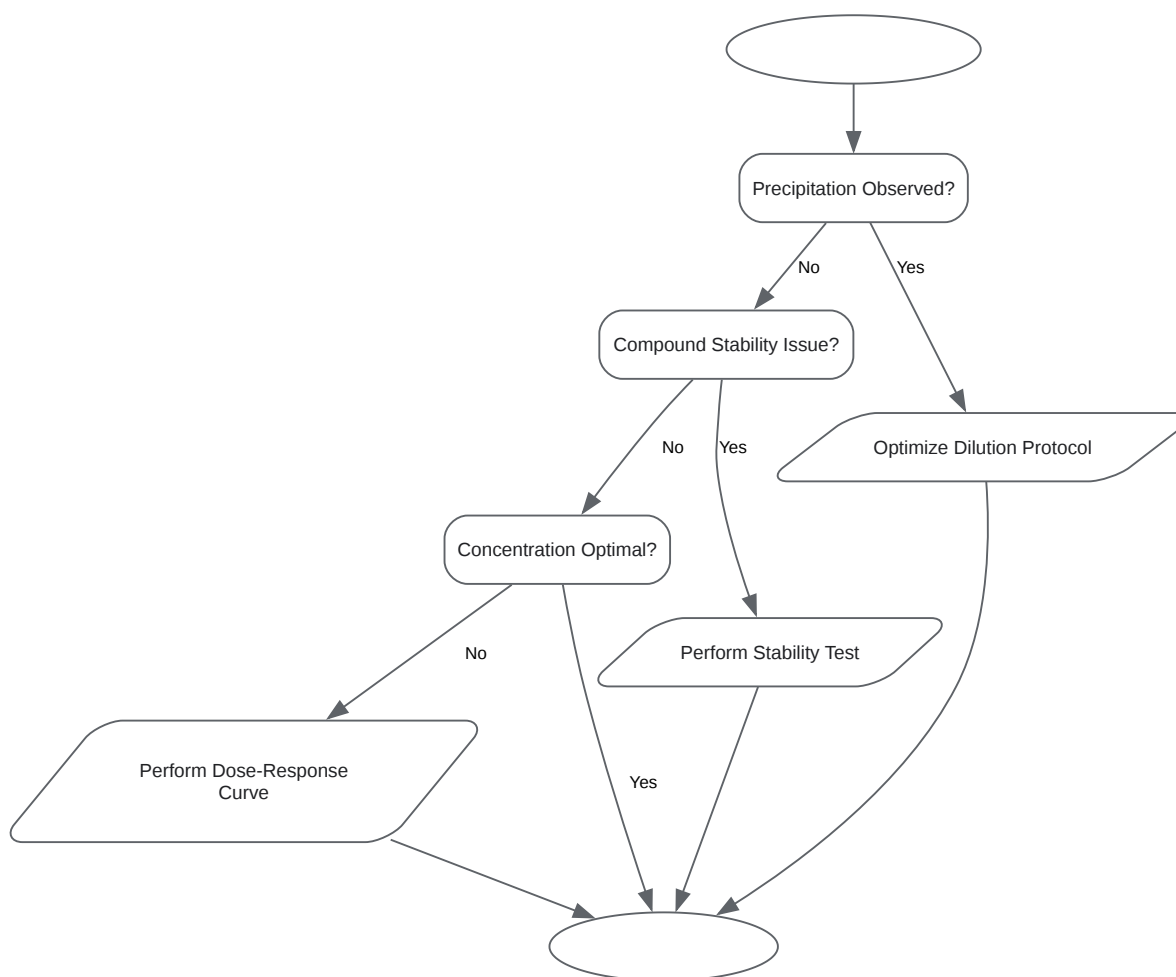 Precipitation Observed?
No
Yes
Compound Stability Issue?
No
Yes
Optimize Dilution Protocol
Concentration Optimal?
No
Perform Stability Test
Perform Dose-Response
Curve
Yes